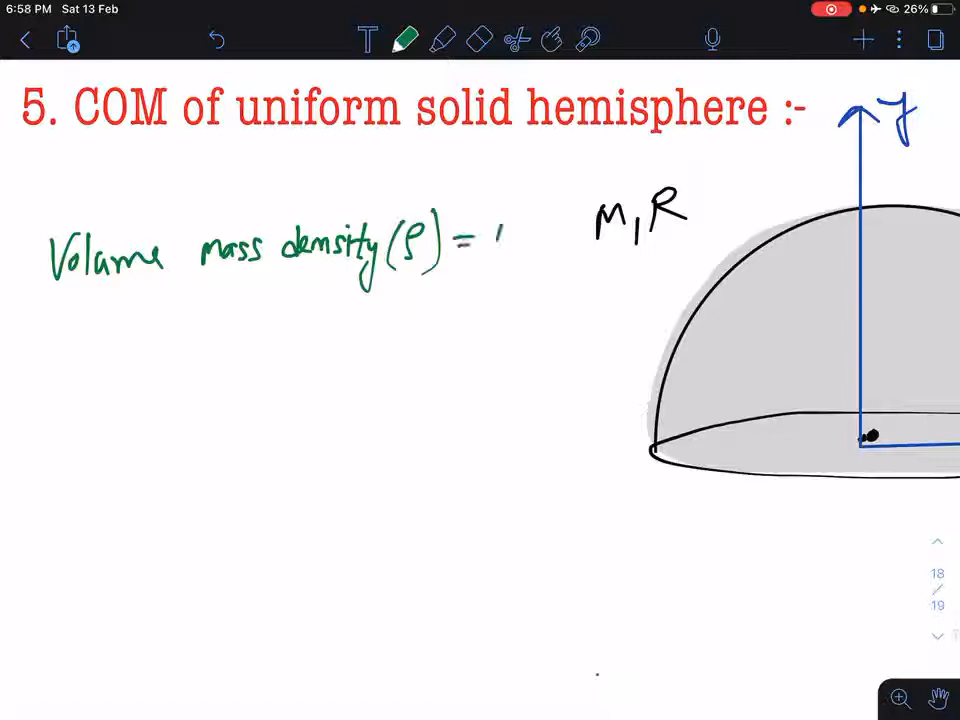 6:58 PM Sat 13 Feb
26%
T
5. COM of uniform solid hemisphere :-
y
M, R
Volume mass density (ρ) =
18
/
19